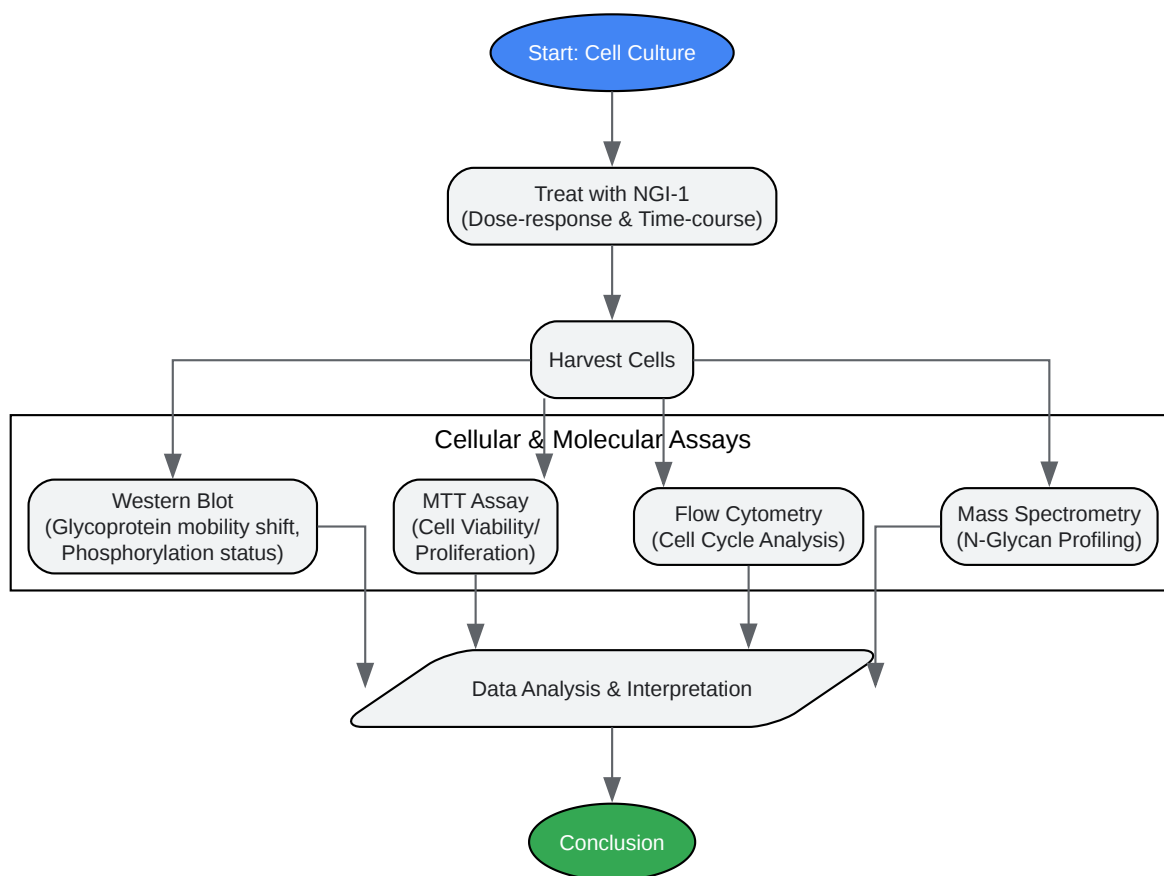 Start: Cell Culture
Treat with NGI-1
(Dose-response & Time-course)
Harvest Cells
Cellular & Molecular Assays
Western Blot
(Glycoprotein mobility shift,
Phosphorylation status)
MTT Assay
(Cell Viability/
Proliferation)
Flow Cytometry
(Cell Cycle Analysis)
Mass Spectrometry
(N-Glycan Profiling)
Data Analysis & Interpretation
Conclusion